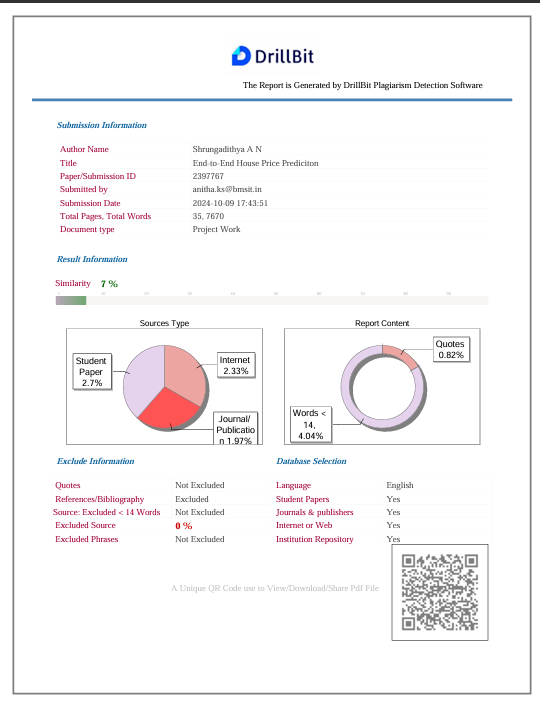 DrillBit
The Report is Generated by DrillBit Plagiarism Detection Software
Submission Information
Author Name Shrungadithya A N
Title End-to-End House Price Prediciton
Paper/Submission ID 2397767
Submitted by anitha.ks@bmsit.in
Submission Date 2024-10-09 17:43:51
Total Pages, Total Words 35, 7670
Document type Project Work
Result Information
Similarity 7 %
Sources Type
Student
Paper
2.7%
Internet
2.33%
Journal/
Publicatio
n 1.97%
Report Content
Quotes
0.82%
Words <
14,
4.04%
Exclude Information
Quotes Not Excluded
References/Bibliography Excluded
Source: Excluded < 14 Words Not Excluded
Excluded Source 0 %
Excluded Phrases Not Excluded
Database Selection
Language English
Student Papers Yes
Journals & publishers Yes
Internet or Web Yes
Institution Repository Yes
A Unique QR Code use to View/Download/Share Pdf File